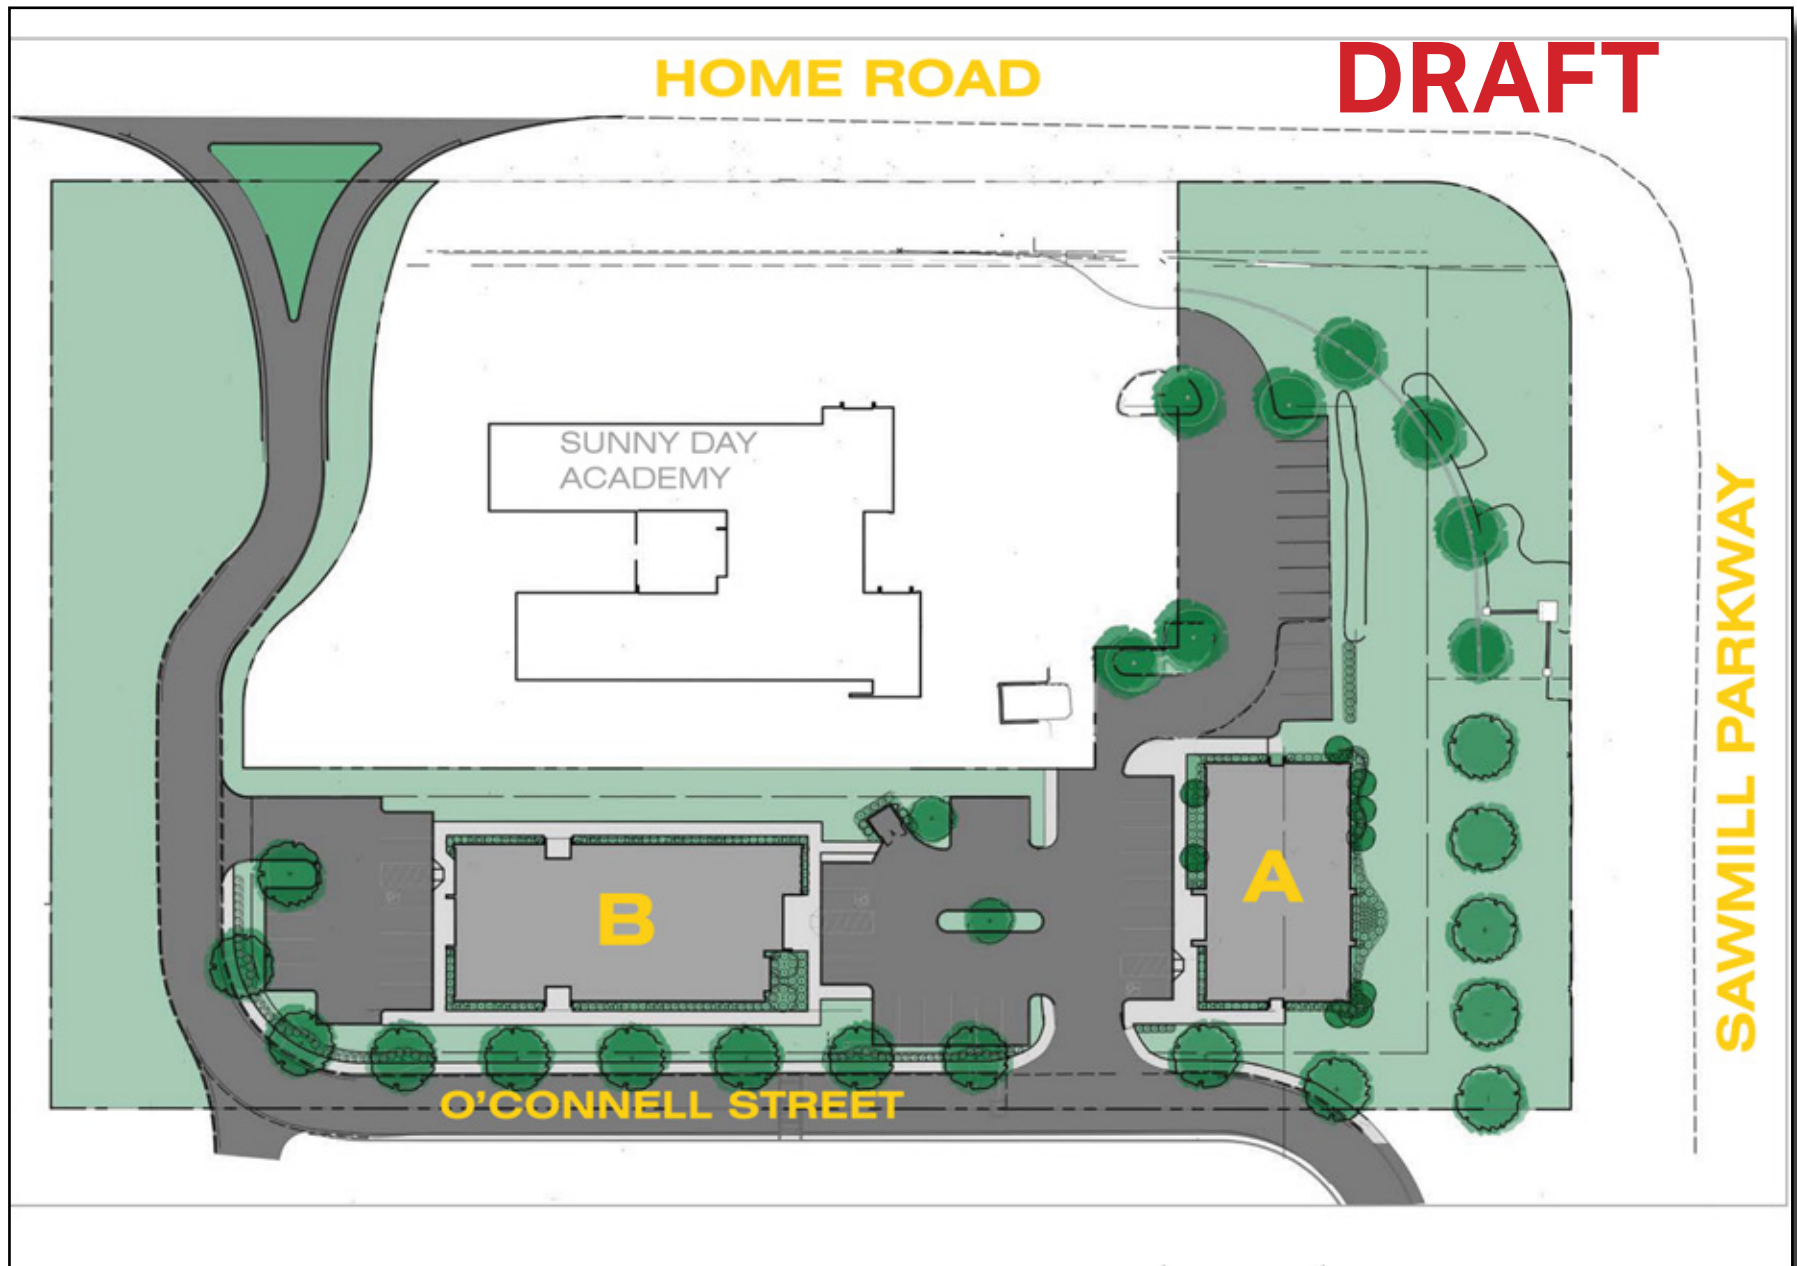 HOME ROAD
DRAFT
SUNNY DAY
ACADEMY
SAWMILL PARKWAY
A
B
O'CONNELL STREET